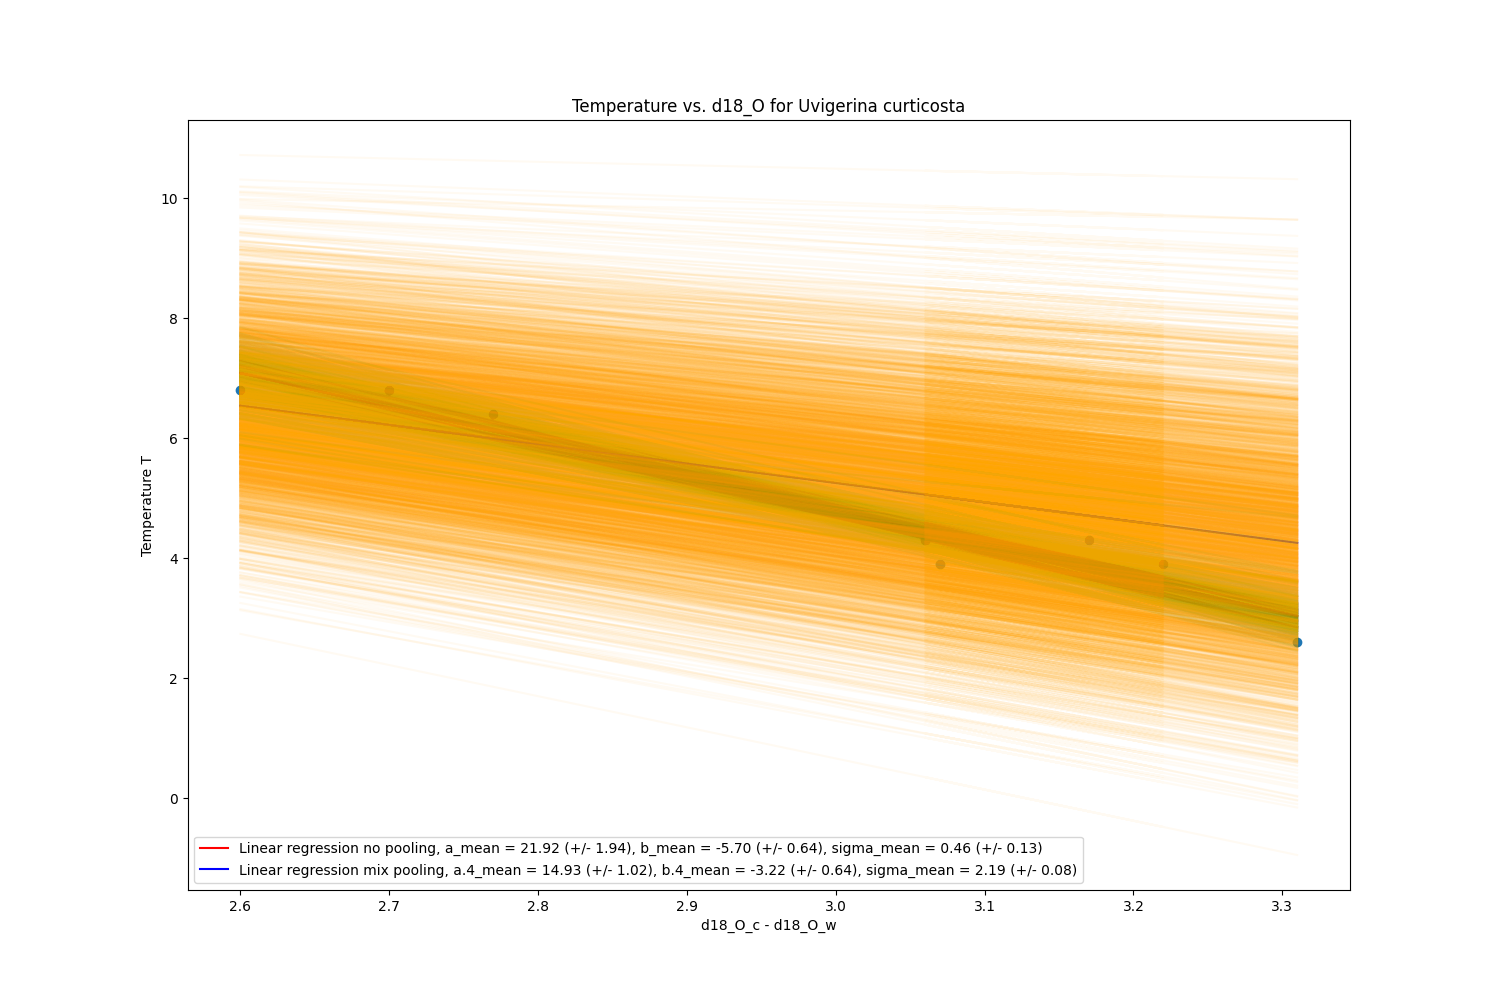 Temperature vs. d18_O for Uvigerina curticosta
10
8
6
4
2
0
Temperature T
Linear regression no pooling, a_mean = 21.92 (+/- 1.94), b_mean = -5.70 (+/- 0.64), sigma_mean = 0.46 (+/- 0.13)
Linear regression mix pooling, a.4_mean = 14.93 (+/- 1.02), b.4_mean = -3.22 (+/- 0.64), sigma_mean = 2.19 (+/- 0.08)
2.6 2.7 2.8 2.9 3.0 3.1 3.2 3.3
d18_O_c - d18_O_w